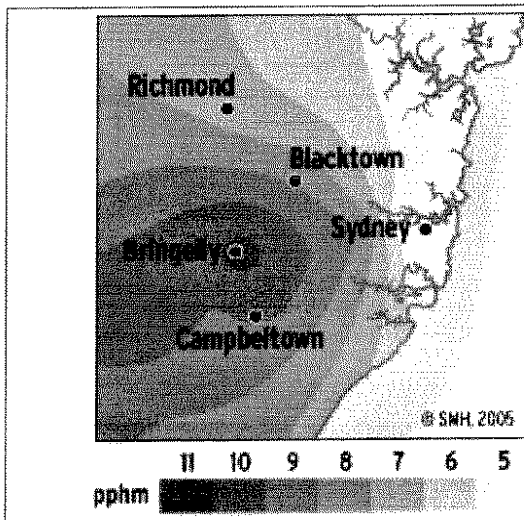 Richmond
Blacktown
Sydney
Bringelly
Campbeltown
© SMH, 2005
11 10 9 8 7 6 5
pphm